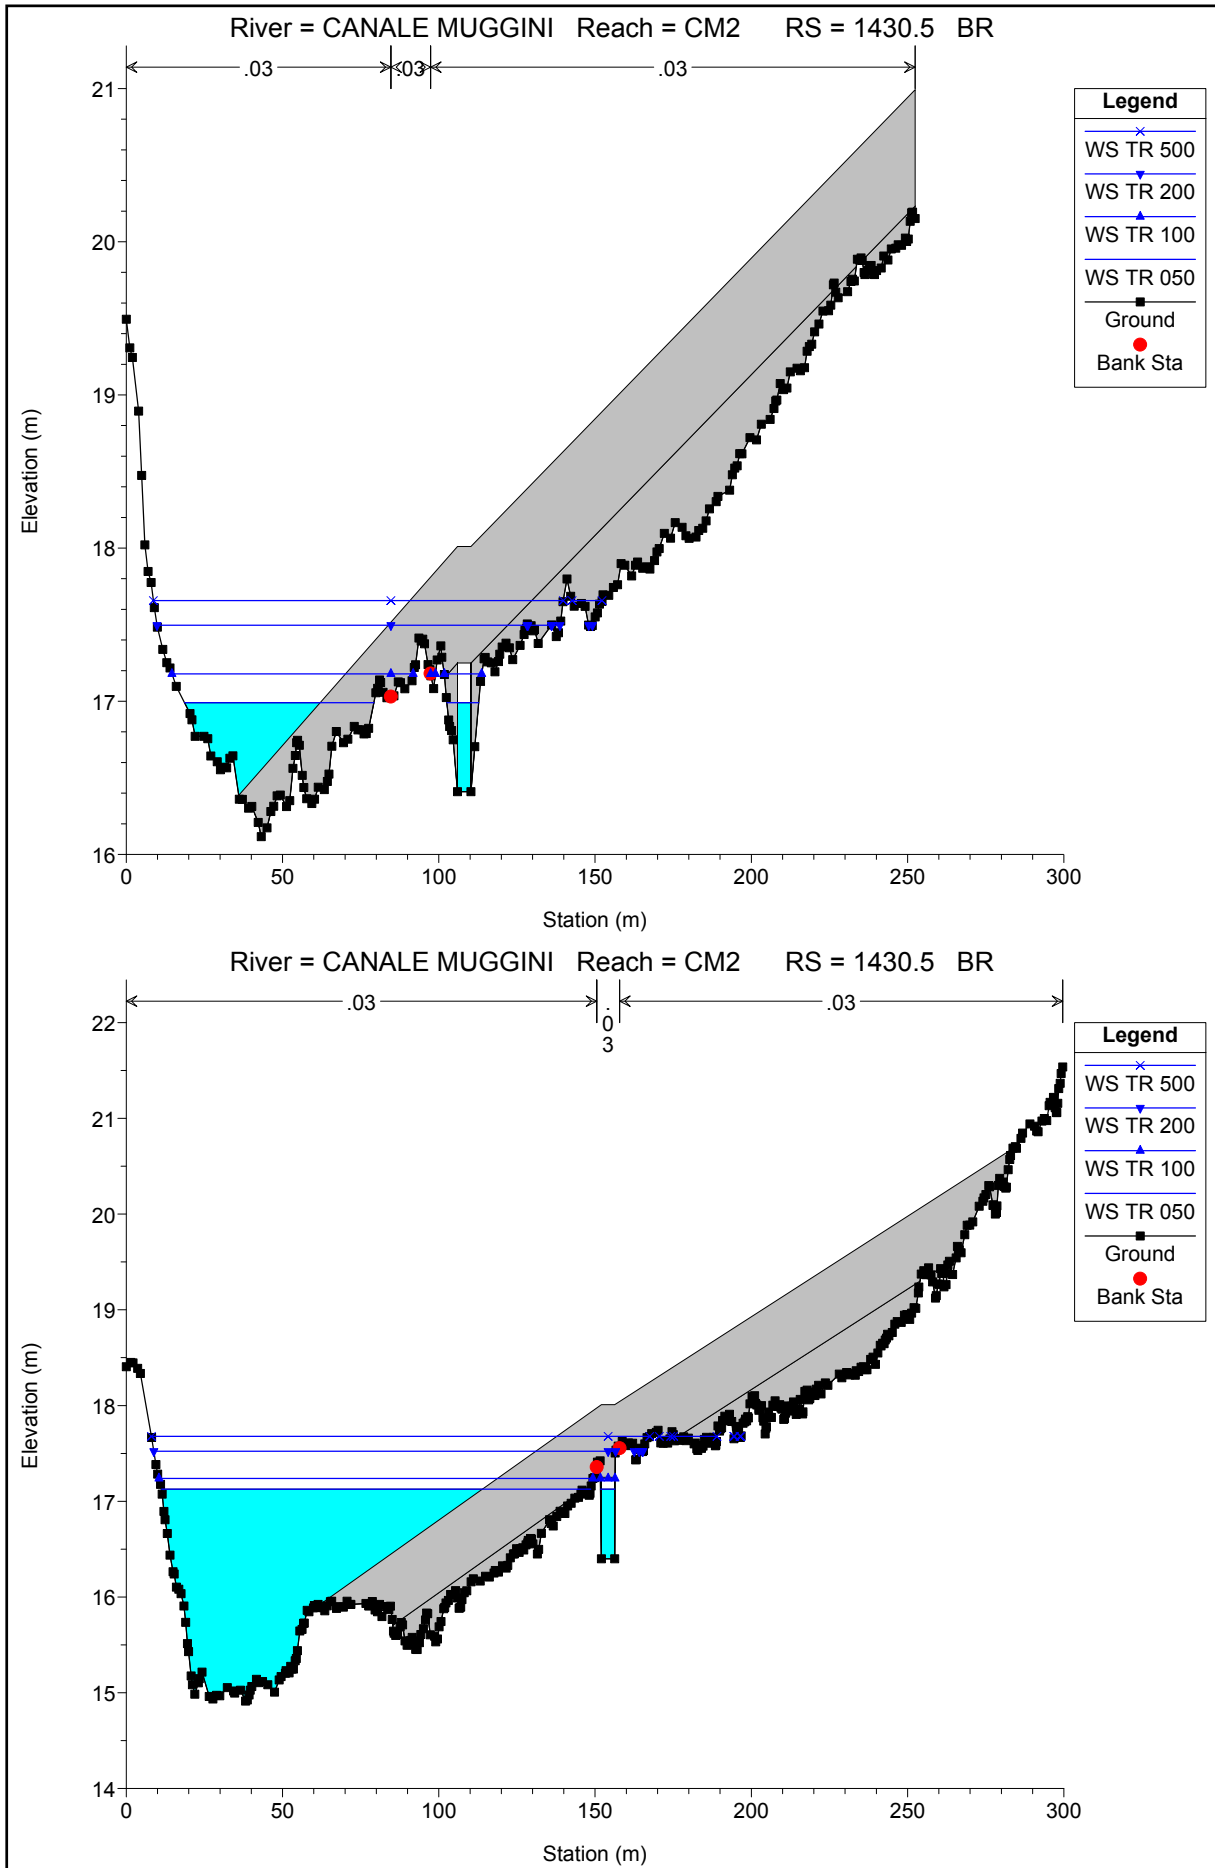 River = CANALE MUGGINI   Reach = CM2      RS = 1430.5   BR
.03 .03 .03
21
20
19
18
17
16
0 50 100 150 200 250 300
Elevation (m)
Station (m)
Legend
WS TR 500
WS TR 200
WS TR 100
WS TR 050
Ground
Bank Sta
River = CANALE MUGGINI   Reach = CM2      RS = 1430.5   BR
.03 .03 .03
22
21
20
19
18
17
16
15
14
0 50 100 150 200 250 300
Elevation (m)
Station (m)
Legend
WS TR 500
WS TR 200
WS TR 100
WS TR 050
Ground
Bank Sta